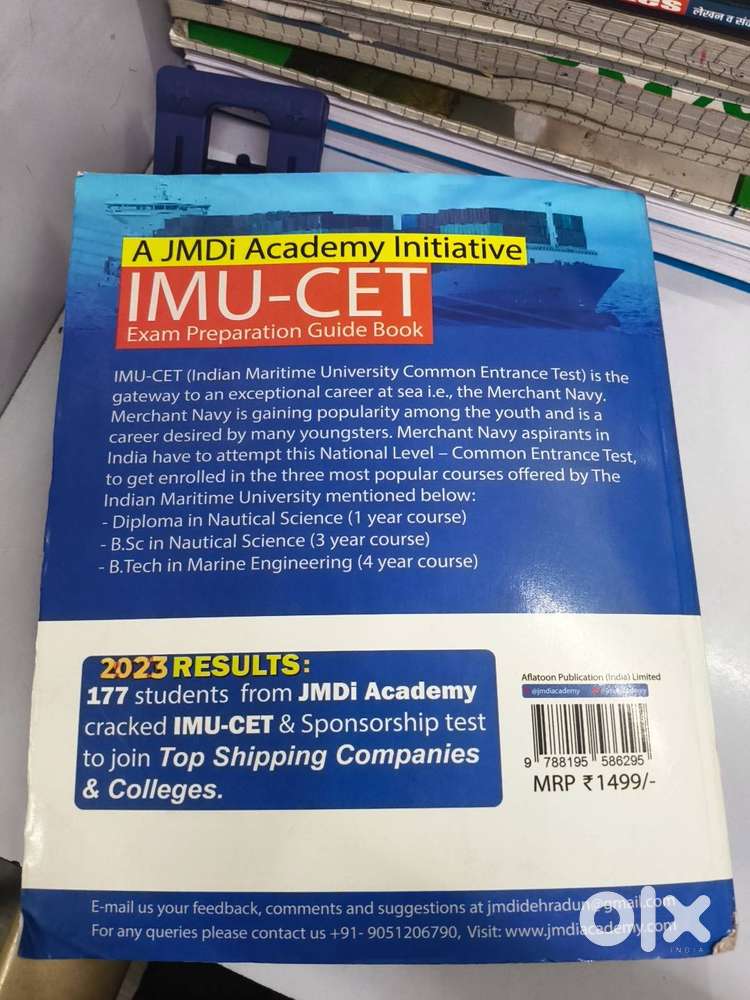 लेखन व
A JMDi Academy Initiative
IMU-CET
Exam Preparation Guide Book
IMU-CET (Indian Maritime University Common Entrance Test) is the
gateway to an exceptional career at sea i.e., the Merchant Navy.
Merchant Navy is gaining popularity among the youth and is a
career desired by many youngsters. Merchant Navy aspirants in
India have to attempt this National Level – Common Entrance Test,
to get enrolled in the three most popular courses offered by The
Indian Maritime University mentioned below:
- Diploma in Nautical Science (1 year course)
- B.Sc in Nautical Science (3 year course)
- B.Tech in Marine Engineering (4 year course)
2023 RESULTS:
177 students from JMDi Academy
cracked IMU-CET & Sponsorship test
to join Top Shipping Companies
& Colleges.
Aflatoon Publication (India) Limited
@jmdiacademy
9 788195 586295
MRP ₹1499/-
E-mail us your feedback, comments and suggestions at jmdidehradun@gmail.com
For any queries please contact us +91- 9051206790, Visit: www.jmdiacademy.com
olx
INDIA